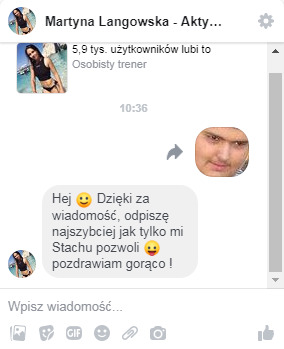 Martyna Langowska - Akty...
5,9 tys. użytkowników lubi to
Osobisty trener
10:36
Hej Dzięki za
wiadomość, odpiszę
najszybciej jak tylko mi
Stachu pozwoli
pozdrawiam gorąco !
Wpisz wiadomość...
GIF